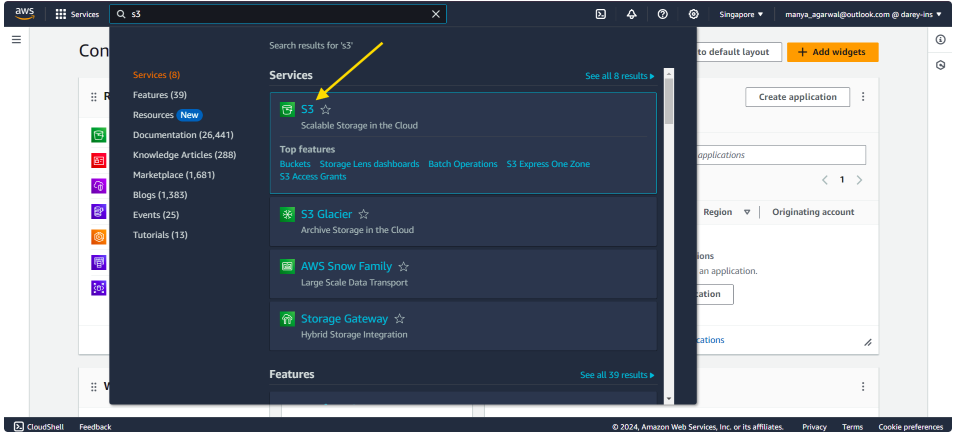 aws
Services
s3
Singapore
manya_agarwal@outlook.com @ darey-ins
Con
to default layout
+ Add widgets
Search results for 's3'
Services (8)
Features (39)
Resources New
Documentation (26,441)
Knowledge Articles (288)
Marketplace (1,681)
Blogs (1,383)
Events (25)
Tutorials (13)
Services
See all 8 results
S3
Scalable Storage in the Cloud
Top features
Buckets Storage Lens dashboards Batch Operations S3 Express One Zone
S3 Access Grants
S3 Glacier
Archive Storage in the Cloud
AWS Snow Family
Large Scale Data Transport
Storage Gateway
Hybrid Storage Integration
Features
See all 39 results
R
Create application
applications
1
Region
Originating account
ions
an application.
cation
cations
W
CloudShell Feedback
© 2024, Amazon Web Services, Inc. or its affiliates. Privacy Terms Cookie preferences